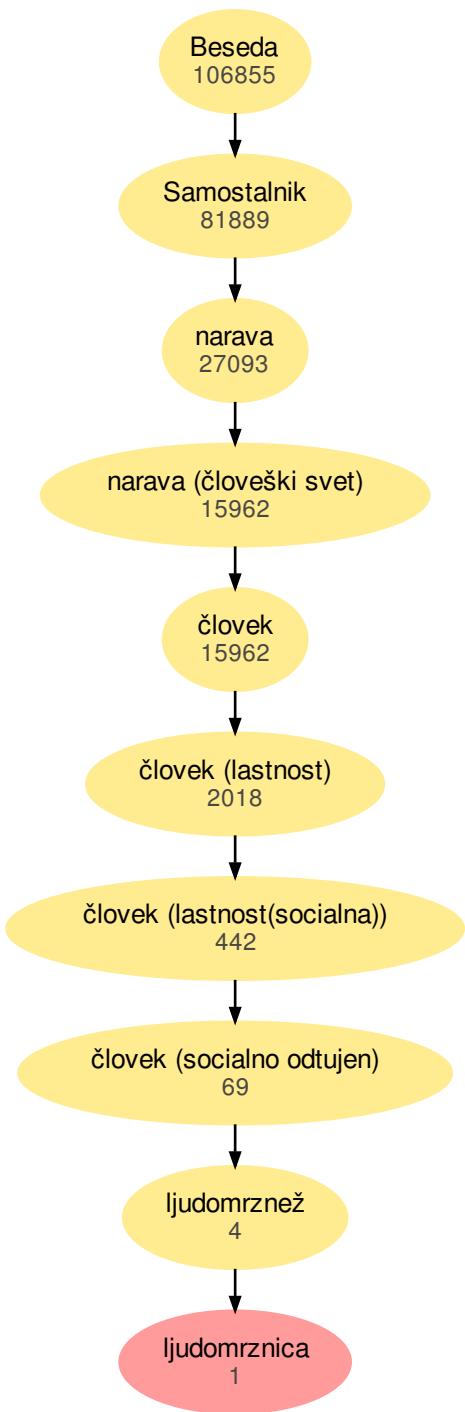 Beseda
106855
Samostalnik
81889
narava
27093
narava (človeški svet)
15962
človek
15962
človek (lastnost)
2018
človek (lastnost(socialna))
442
človek (socialno odtujen)
69
ljudomrznež
4
ljudomrznica
1